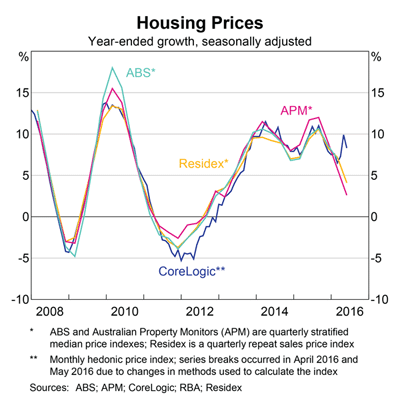 Housing Prices
Year-ended growth, seasonally adjusted
% %
ABS*
15 15
APM*
10 10
Residex*
5 5
0 0
-5 -5
CoreLogic**
-10 -10
2008 2010 2012 2014 2016
* ABS and Australian Property Monitors (APM) are quarterly stratified
median price indexes; Residex is a quarterly repeat sales price index
** Monthly hedonic price index; series breaks occurred in April 2016 and
May 2016 due to changes in methods used to calculate the index
Sources: ABS; APM; CoreLogic; RBA; Residex